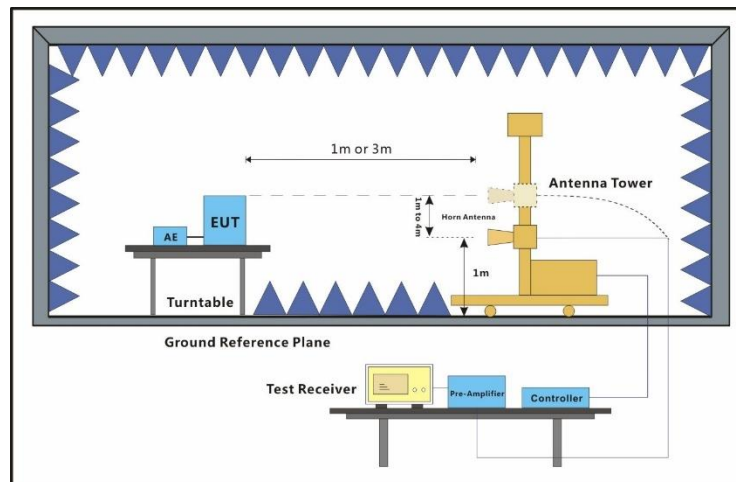 1m or 3m
Antenna Tower
1m to 4m
Horn Antenna
EUT
AE
1m
Turntable
Ground Reference Plane
Test Receiver
Pre-Amplifier
Controller